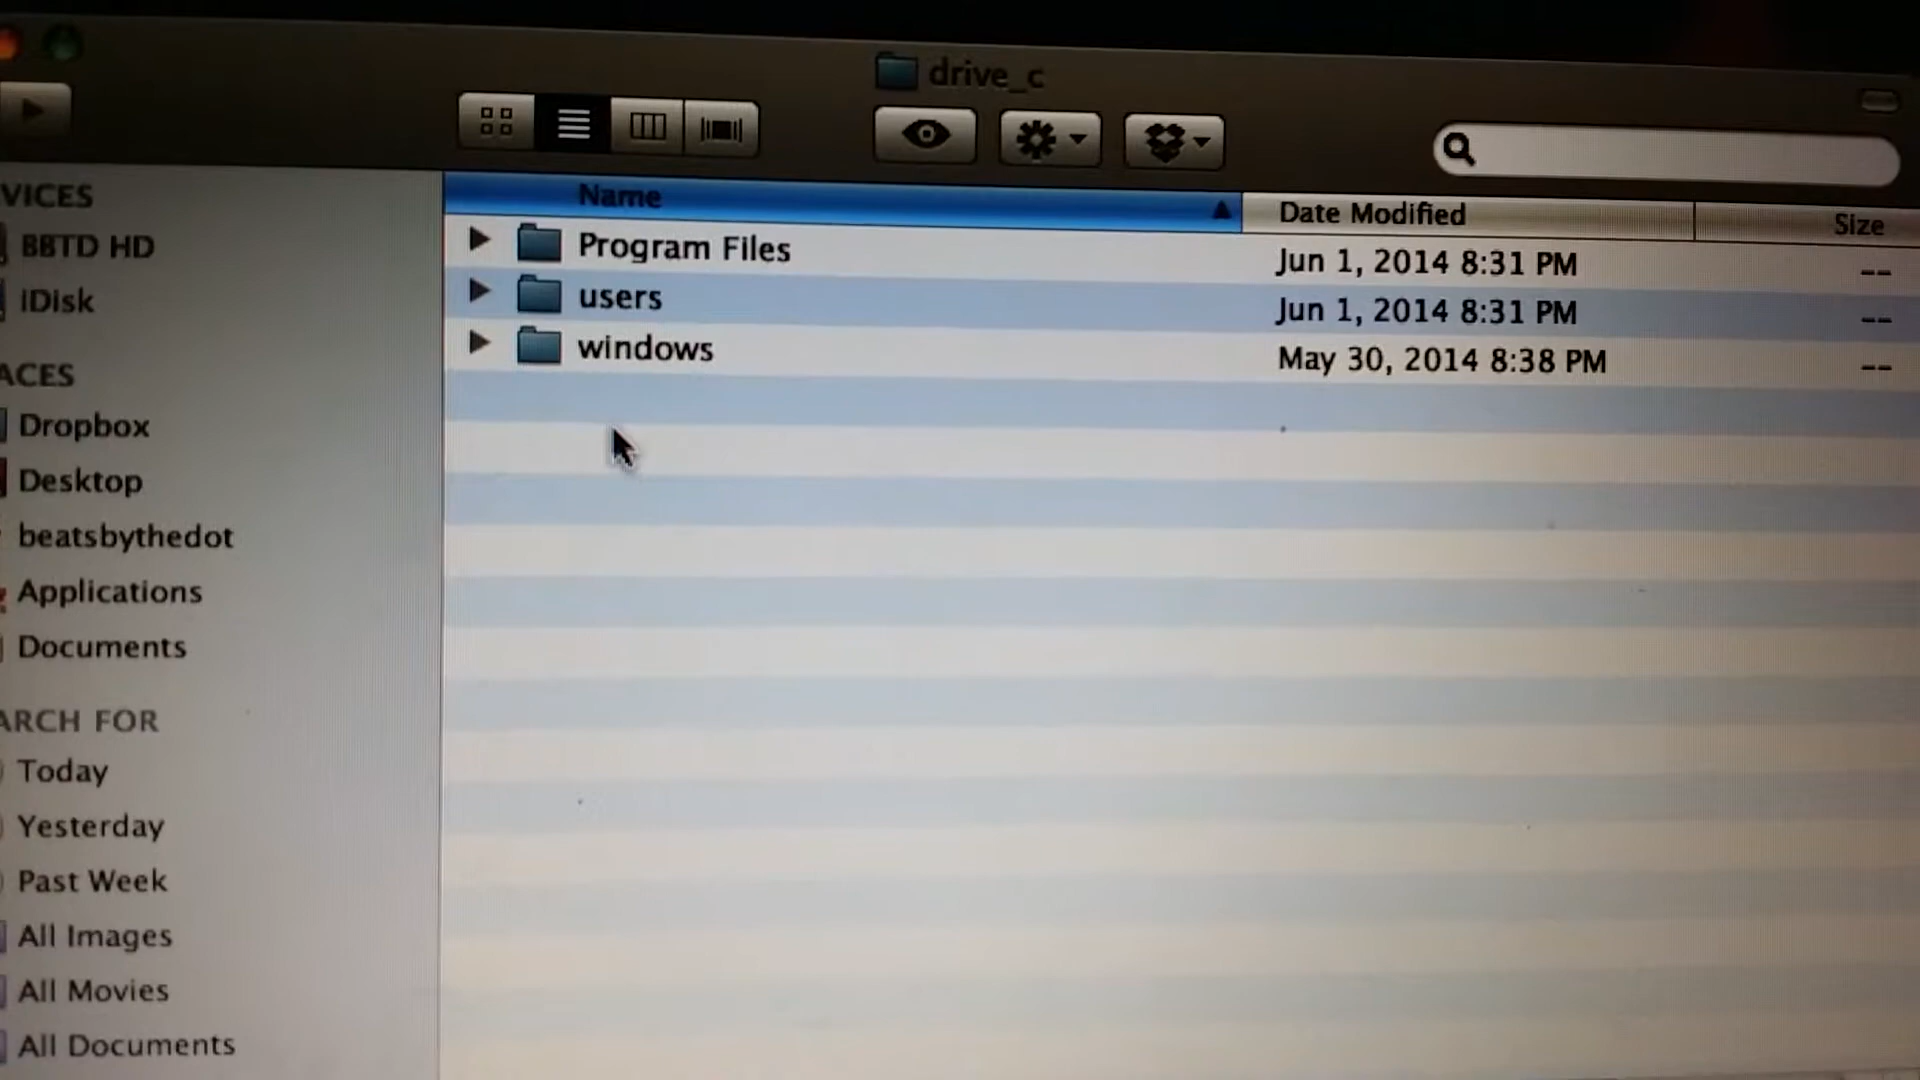 drive_c
Name
Date Modified
Size
Program Files
Jun 1, 2014 8:31 PM
--
users
Jun 1, 2014 8:31 PM
--
windows
May 30, 2014 8:38 PM
--
VICES
BBTD HD
iDisk
ACES
Dropbox
Desktop
beatsbythedot
Applications
Documents
ARCH FOR
Today
Yesterday
Past Week
All Images
All Movies
All Documents